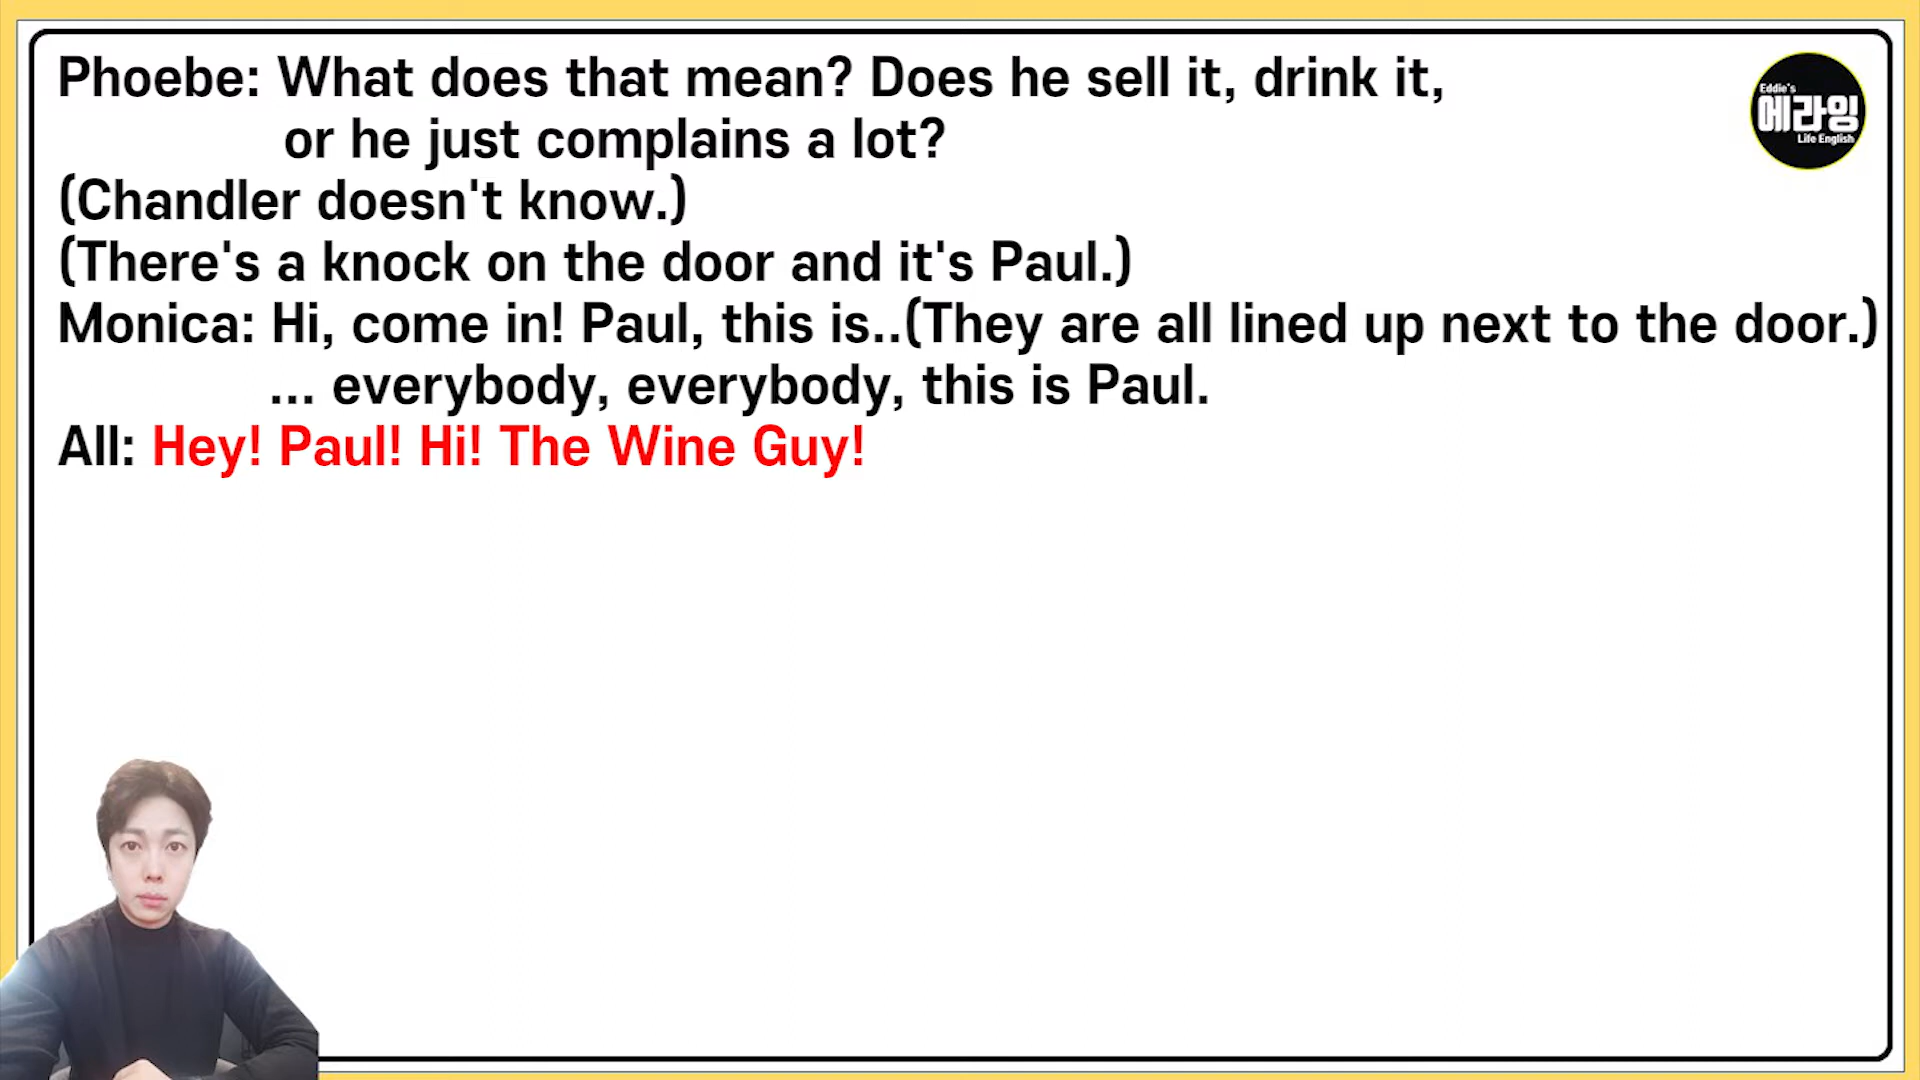 Phoebe: What does that mean? Does he sell it, drink it,
or he just complains a lot?
(Chandler doesn't know.)
(There's a knock on the door and it's Paul.)
Monica: Hi, come in! Paul, this is..(They are all lined up next to the door.)
... everybody, everybody, this is Paul.
All: Hey! Paul! Hi! The Wine Guy!
Eddie's
에라잉
Life English